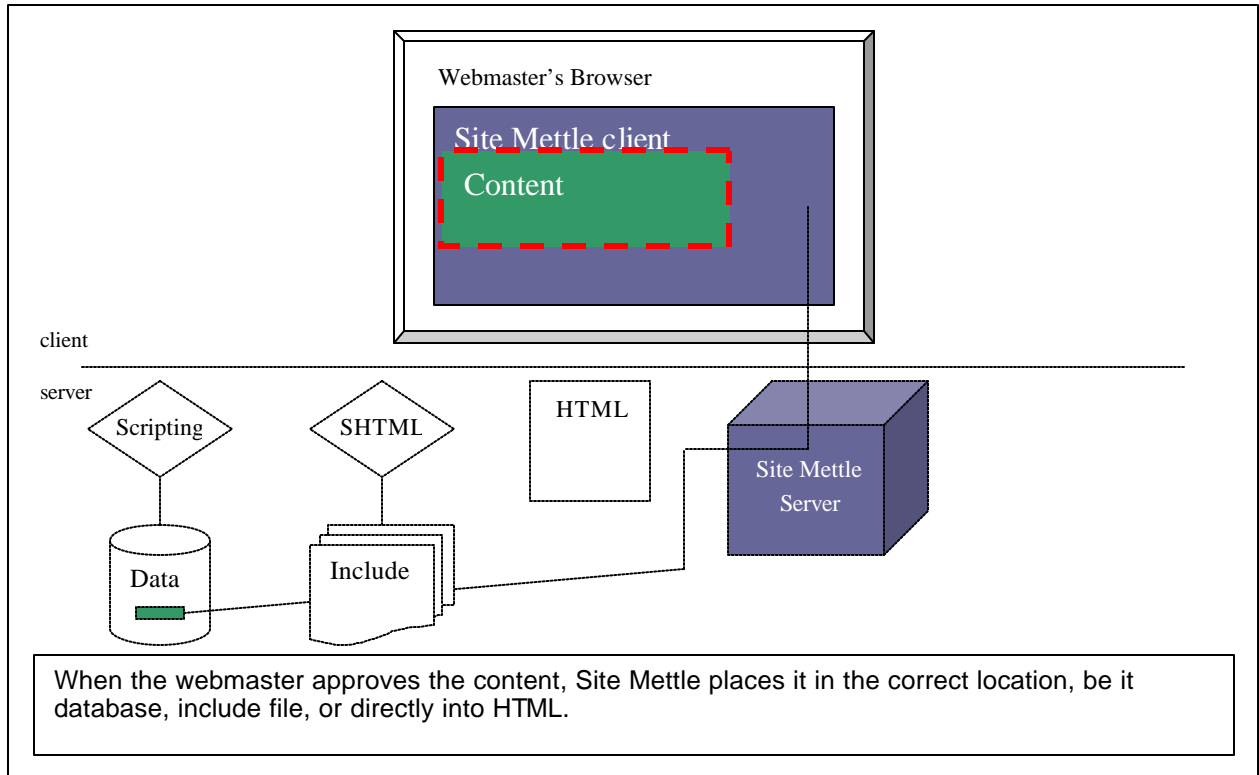 Webmaster’s Browser
Site Mettle client
Content
client
server
Scripting
SHTML
HTML
Site Mettle
Server
Data
Include
When the webmaster approves the content, Site Mettle places it in the correct location, be it
database, include file, or directly into HTML.